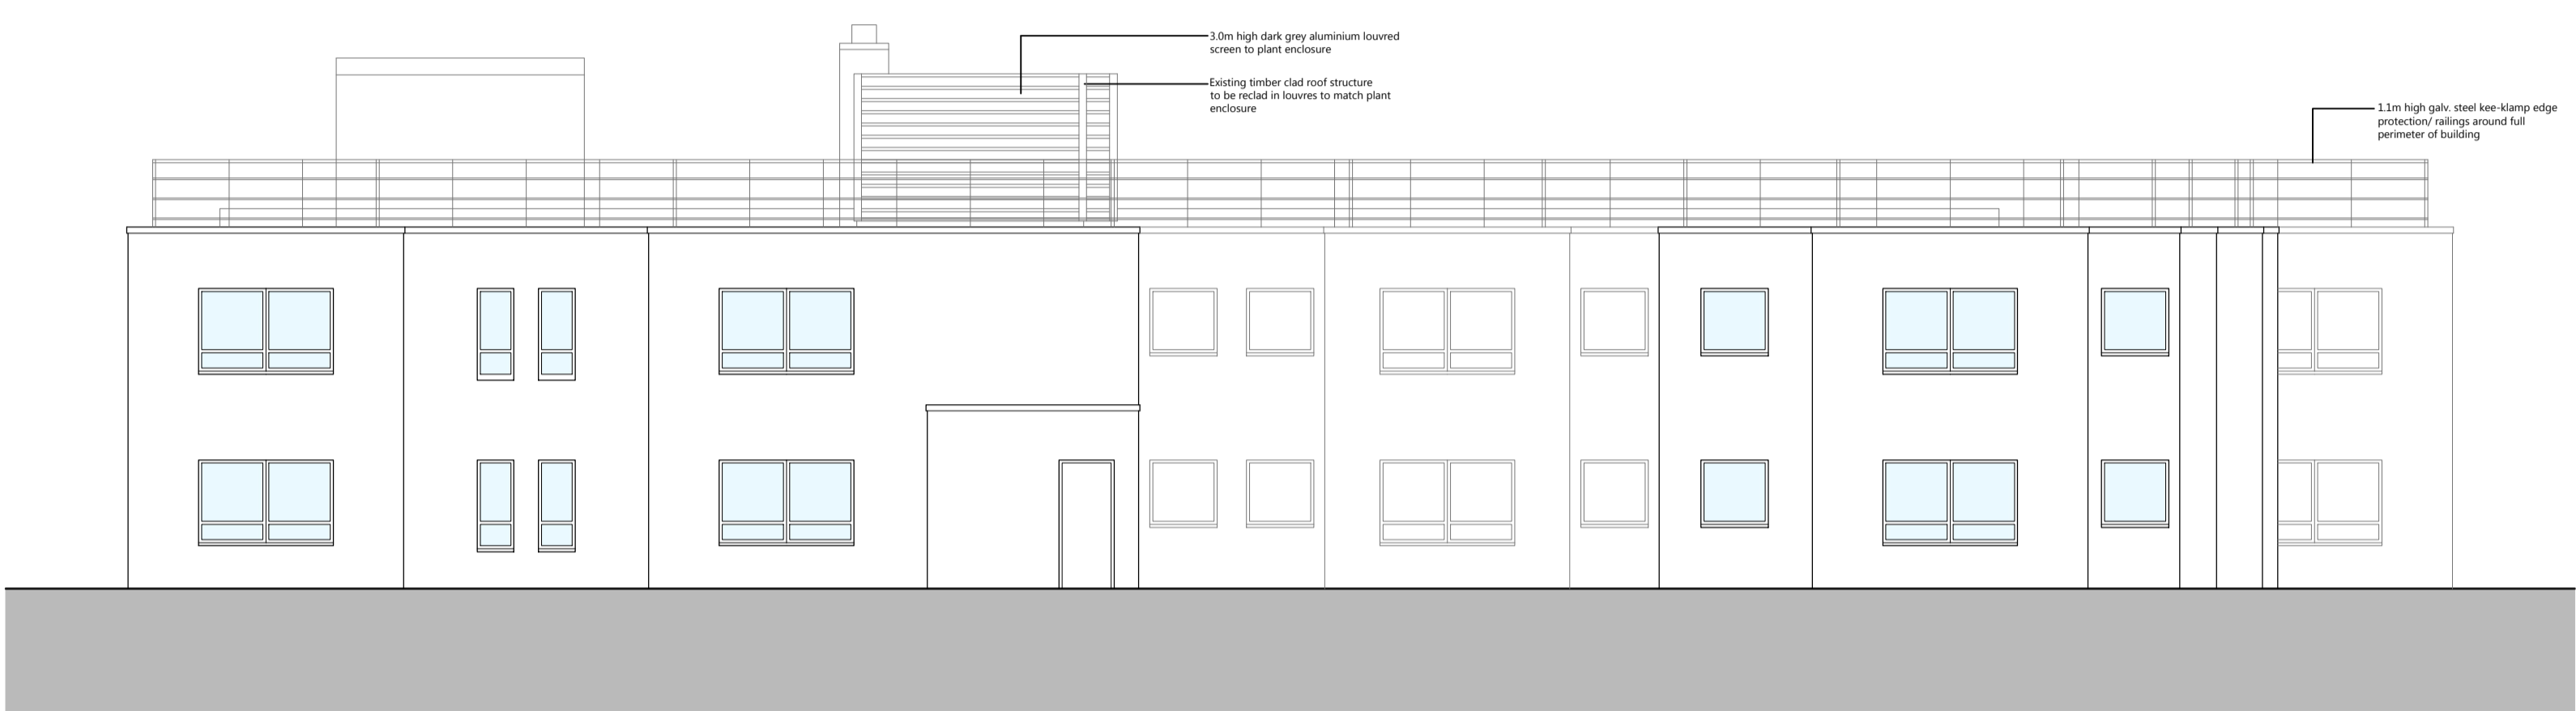 3.0m high dark grey aluminium louvred
screen to plant enclosure
Existing timber clad roof structure
to be reclad in louvres to match plant
enclosure
1.1m high galv. steel kee-klamp edge
protection/ railings around full
perimeter of building